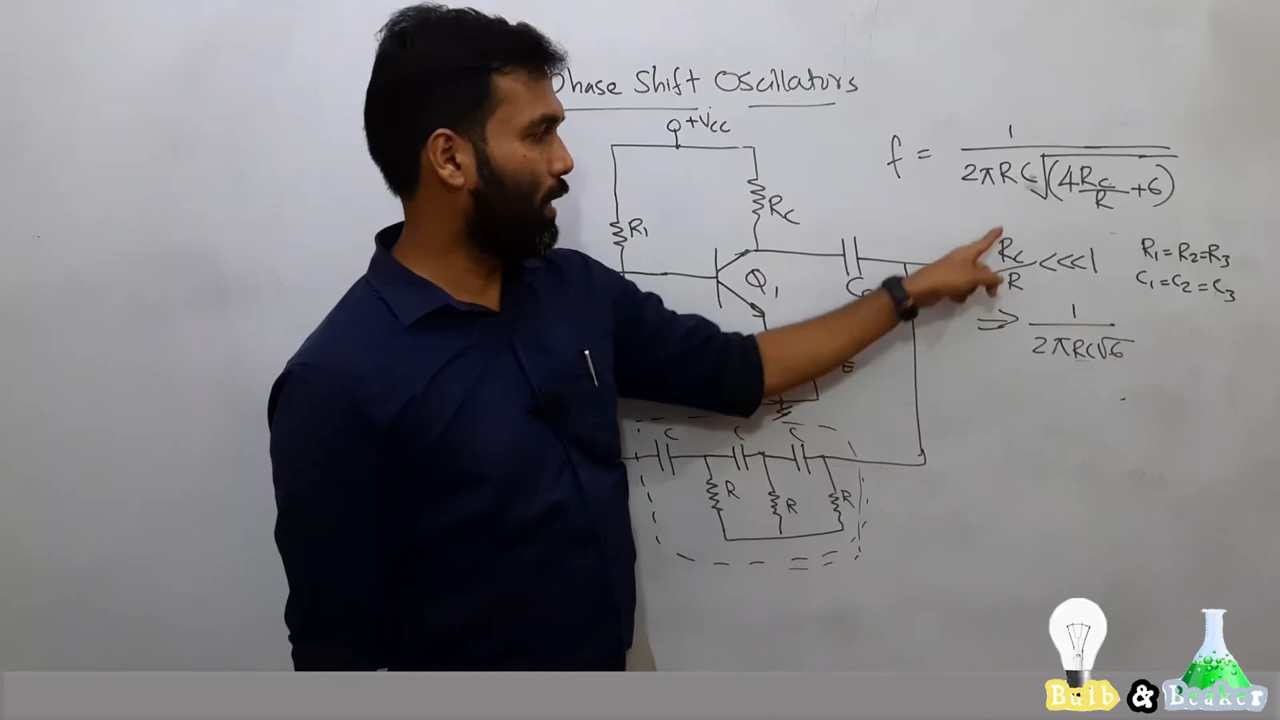 Phase Shift Oscillators
+Vcc
R1
Rc
Q1
E
C
C
C
R
R
R
f = 1 / 2πRC√(4Rc/R + 6)
Rc/R <<<1
R1=R2=R3
C1=C2=C3
⇒ 1 / 2πRC√6
Bulb & Beaker